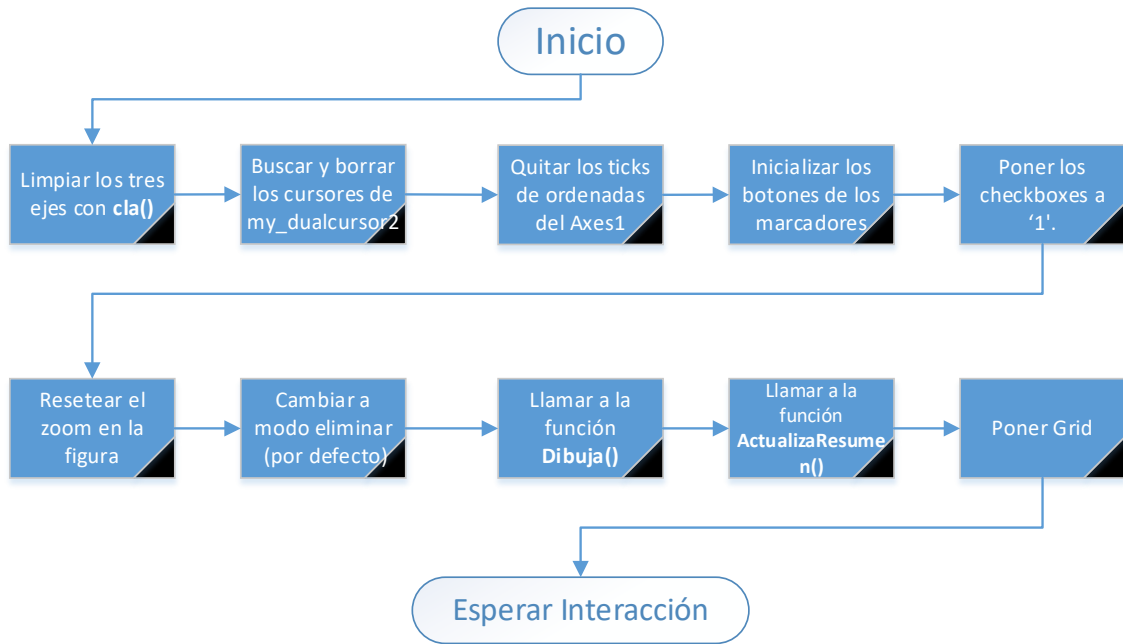 Inicio
Limpiar los tres
ejes con cla()
Buscar y borrar
los cursores de
my_dualcursor2
Quitar los ticks
de ordenadas
del Axes1
Inicializar los
botones de los
marcadores
Poner los
checkboxes a
‘1'.
Resetear el
zoom en la
figura
Cambiar a
modo eliminar
(por defecto)
Llamar a la
función
Dibuja()
Llamar a la
función
ActualizaResume
n()
Poner Grid
Esperar Interacción